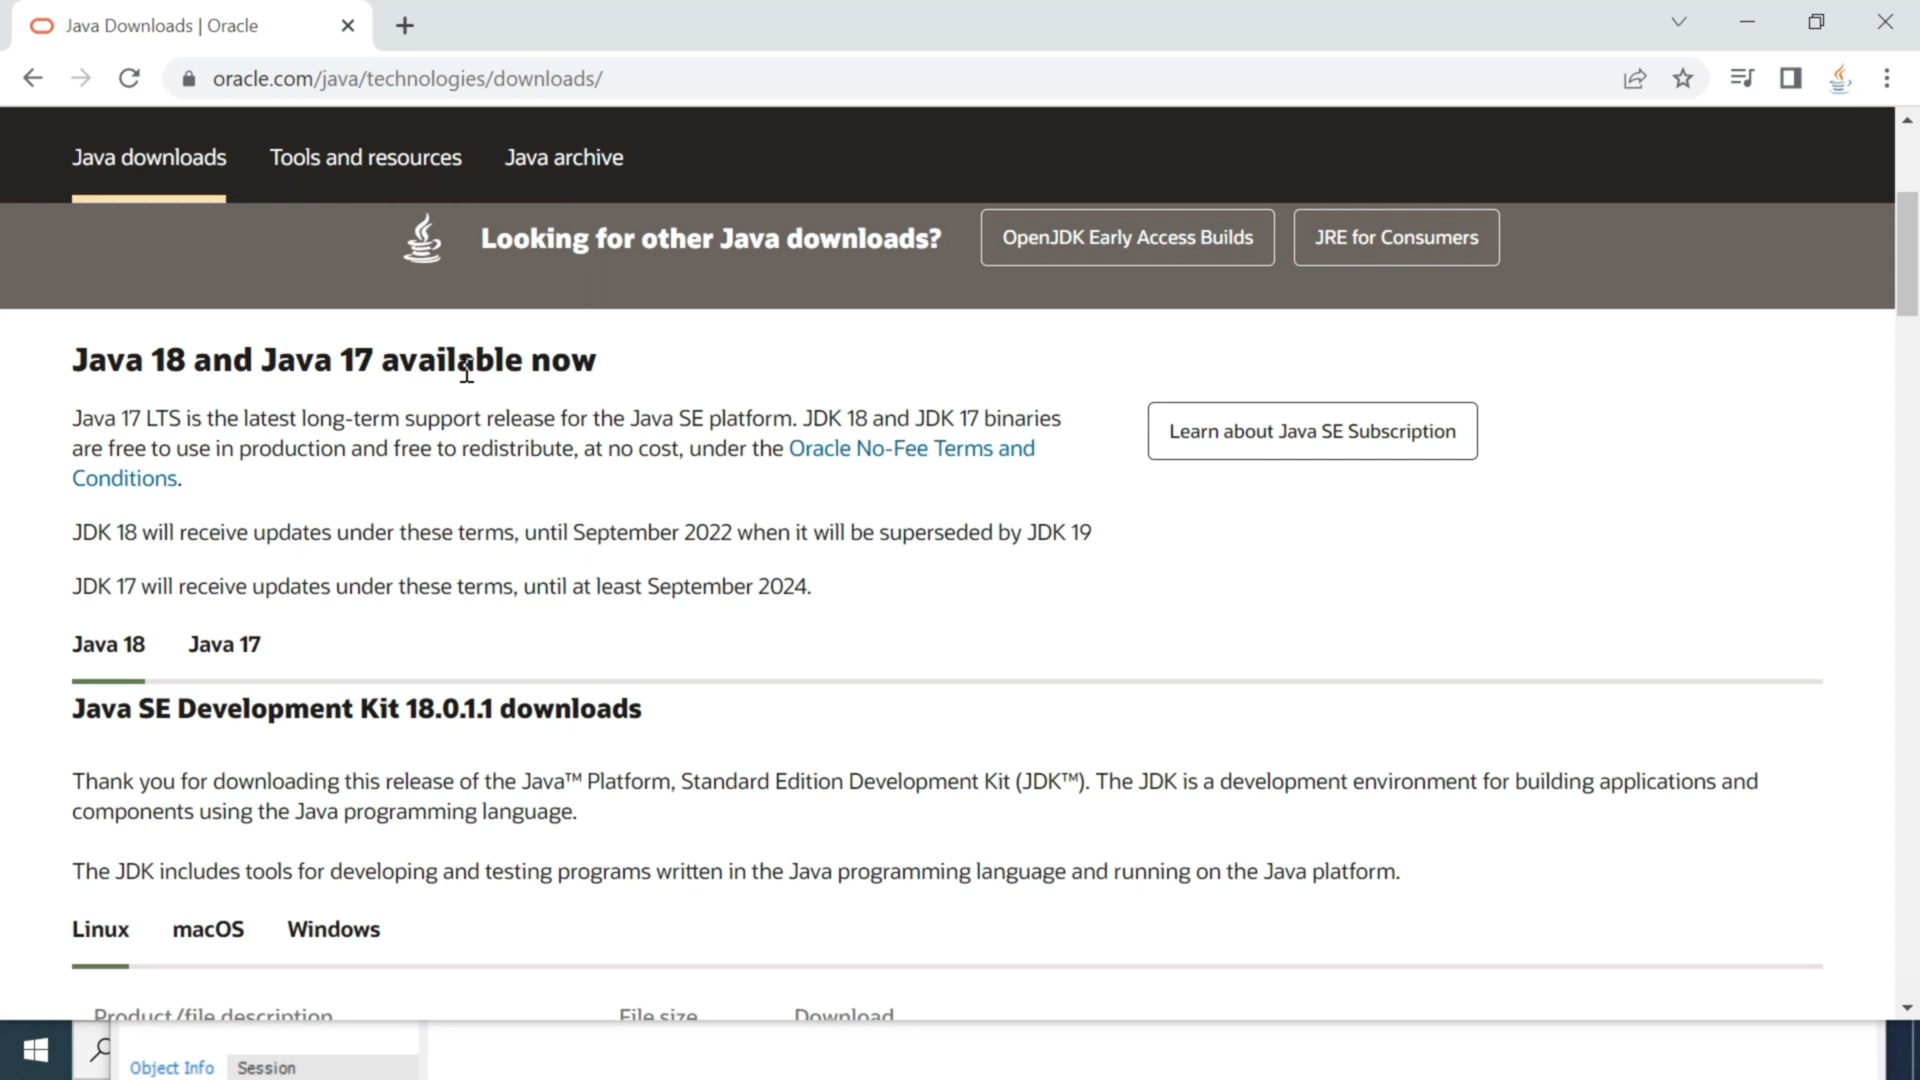 Java Downloads | Oracle
oracle.com/java/technologies/downloads/
Java downloads Tools and resources Java archive
Looking for other Java downloads? OpenJDK Early Access Builds JRE for Consumers
Java 18 and Java 17 available now
Java 17 LTS is the latest long-term support release for the Java SE platform. JDK 18 and JDK 17 binaries
are free to use in production and free to redistribute, at no cost, under the Oracle No-Fee Terms and
Conditions.
Learn about Java SE Subscription
JDK 18 will receive updates under these terms, until September 2022 when it will be superseded by JDK 19
JDK 17 will receive updates under these terms, until at least September 2024.
Java 18 Java 17
Java SE Development Kit 18.0.1.1 downloads
Thank you for downloading this release of the Java™ Platform, Standard Edition Development Kit (JDK™). The JDK is a development environment for building applications and
components using the Java programming language.
The JDK includes tools for developing and testing programs written in the Java programming language and running on the Java platform.
Linux macOS Windows
Product/file description File size Download
Object Info Session